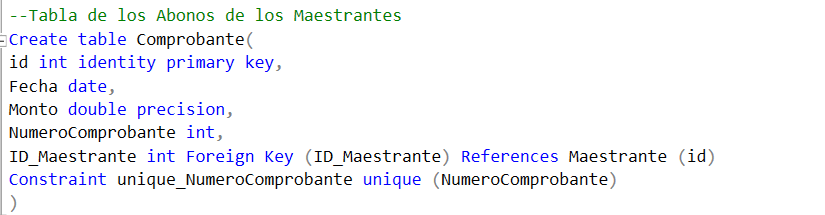 --Tabla de los Abonos de los Maestrantes
Create table Comprobante(
id int identity primary key,
Fecha date,
Monto double precision,
NumeroComprobante int,
ID_Maestrante int Foreign Key (ID_Maestrante) References Maestrante (id)
Constraint unique_NumeroComprobante unique (NumeroComprobante)
)